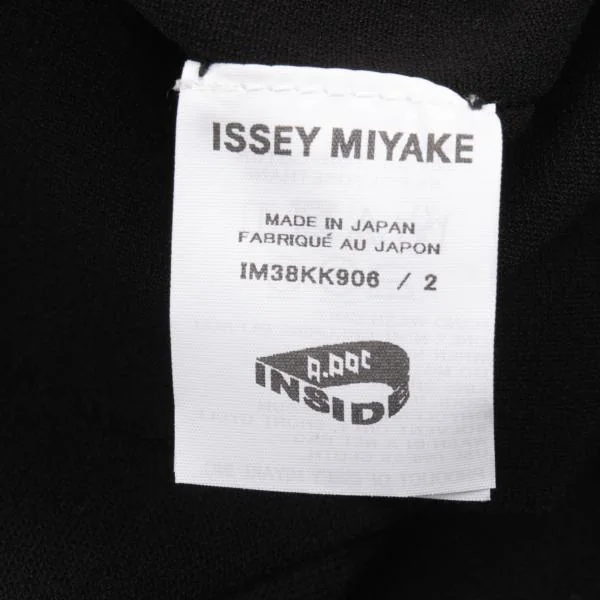 ISSEY MIYAKE
MADE IN JAPAN
FABRIQUÉ AU JAPON
IM38KK906 / 2
A.POC
INSIDE